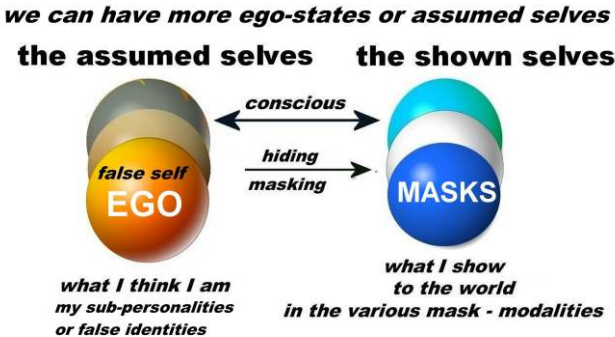 we can have more ego-states or assumed selves
the assumed selves
the shown selves
conscious
hiding
masking
false self
EGO
MASKS
what I think I am
my sub-personalities
or false identities
what I show
to the world
in the various mask - modalities